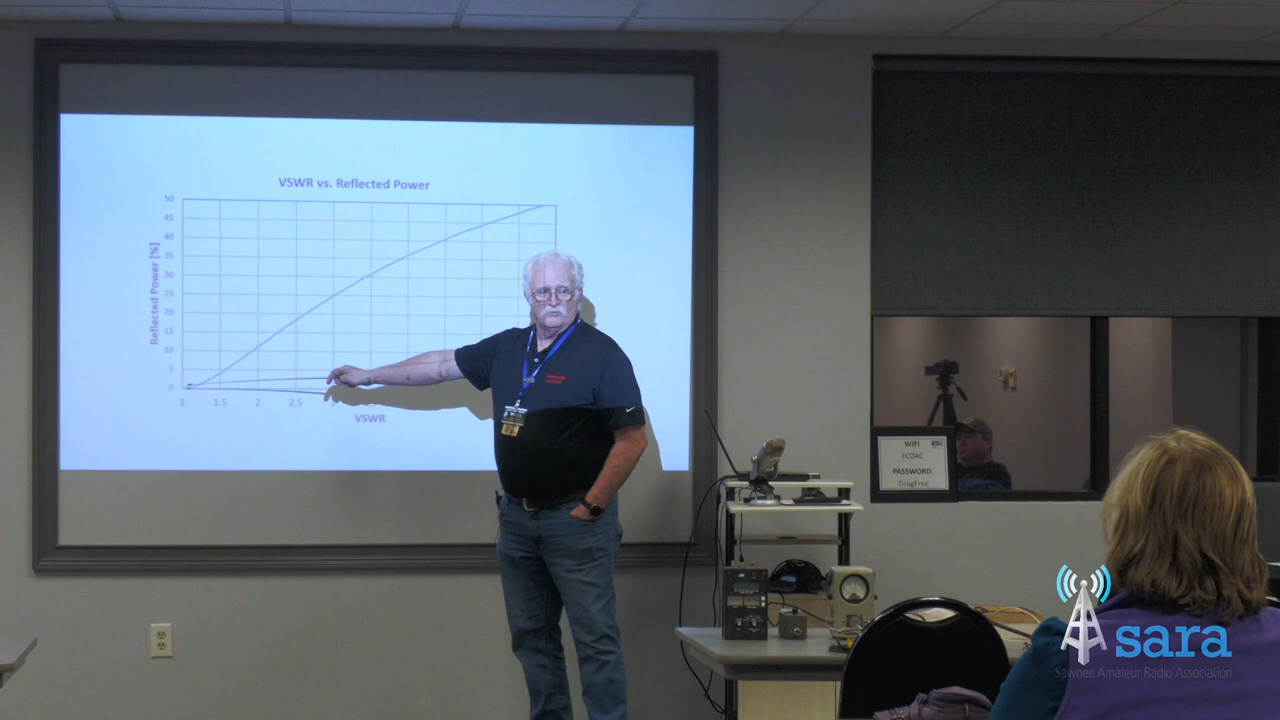 VSWR vs. Reflected Power
50
45
40
35
30
25
20
15
10
5
0
Reflected Power [%]
1 1.5 2 2.5
VSWR
WIFI
FCDAC
PASSWORD:
DrugFree
sara
Sawnee Amateur Radio Association